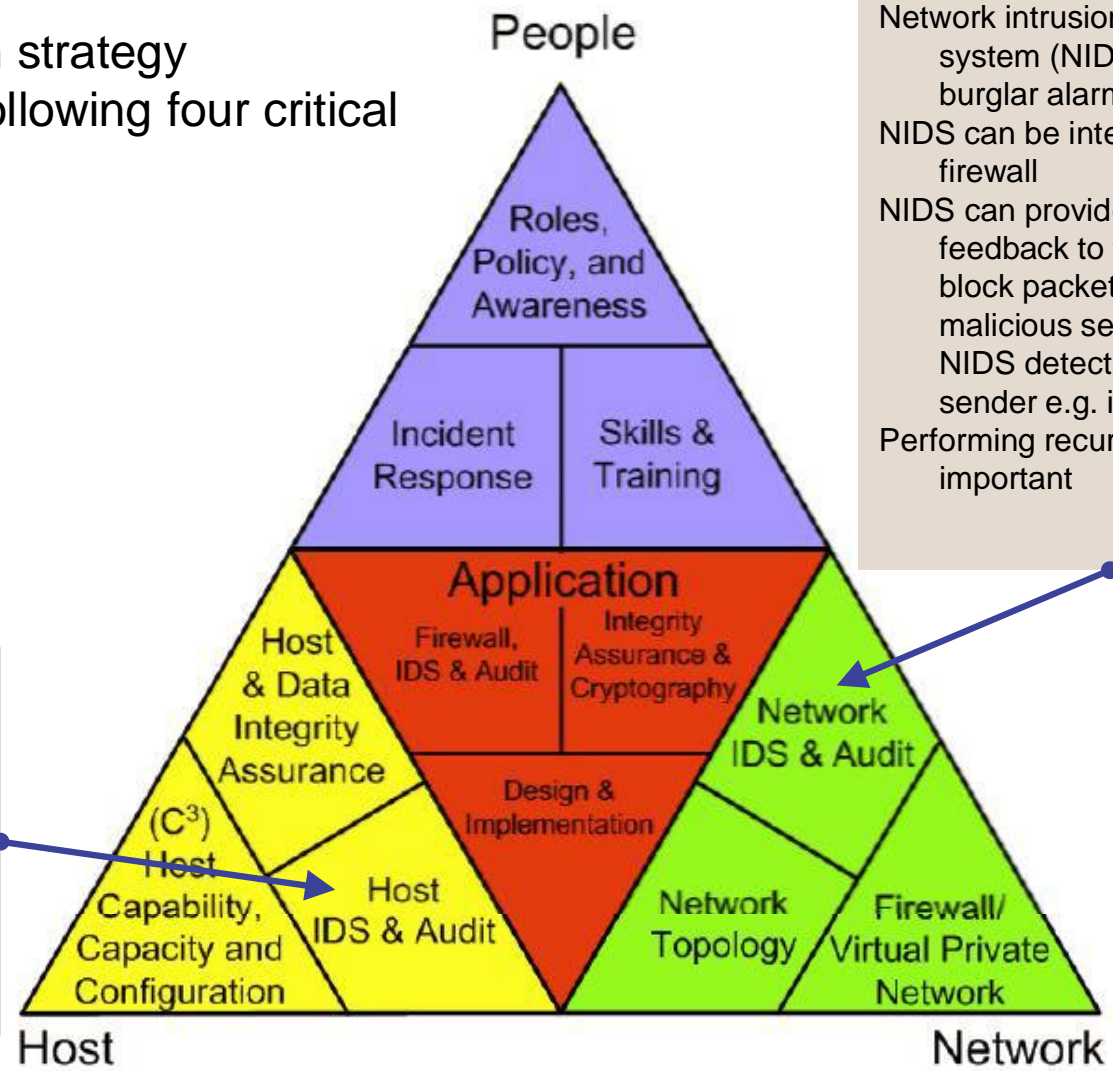 strategy
following four critical
People
Network intrusion
system (NID
burglar alarm
NIDS can be inte
firewall
NIDS can provid
feedback to
block packet
malicious se
NIDS detect
sender e.g. i
Performing recur
important
Roles,
Policy, and
Awareness
Incident
Response
Skills &
Training
Application
Firewall,
IDS & Audit
Integrity
Assurance &
Cryptography
Design &
Implementation
Host
& Data
Integrity
Assurance
(C³)
Host
Capability,
Capacity and
Configuration
Host
IDS & Audit
Network
IDS & Audit
Network
Topology
Firewall/
Virtual Private
Network
Host
Network